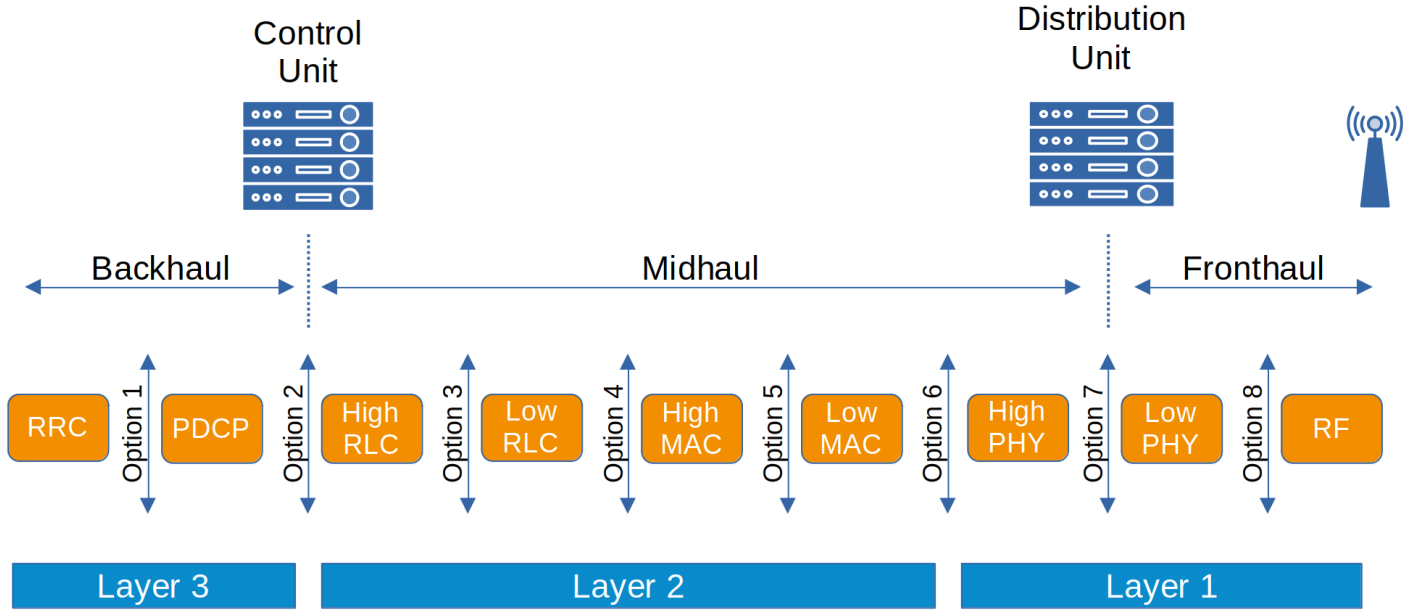 Control
Unit
Distribution
Unit
Backhaul
Midhaul
Fronthaul
RRC
Option 1
PDCP
Option 2
High
RLC
Option 3
Low
RLC
Option 4
High
MAC
Option 5
Low
MAC
Option 6
High
PHY
Option 7
Low
PHY
Option 8
RF
Layer 3
Layer 2
Layer 1